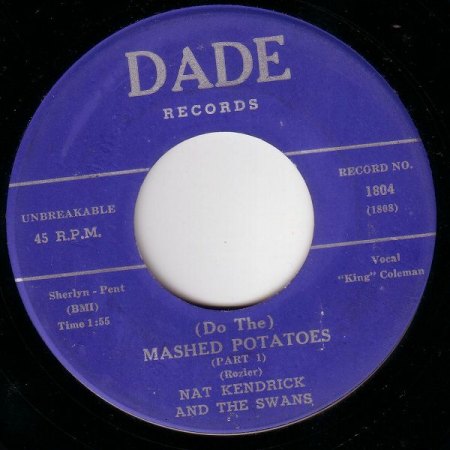 DADE
RECORDS
RECORD NO.
1804
(1808)
UNBREAKABLE
45 R.P.M.
Vocal
"King" Coleman
Sherlyn - Pent
(BMI)
Time 1:55
(Do The)
MASHED POTATOES
(PART 1)
(Rozier)
NAT KENDRICK
AND THE SWANS